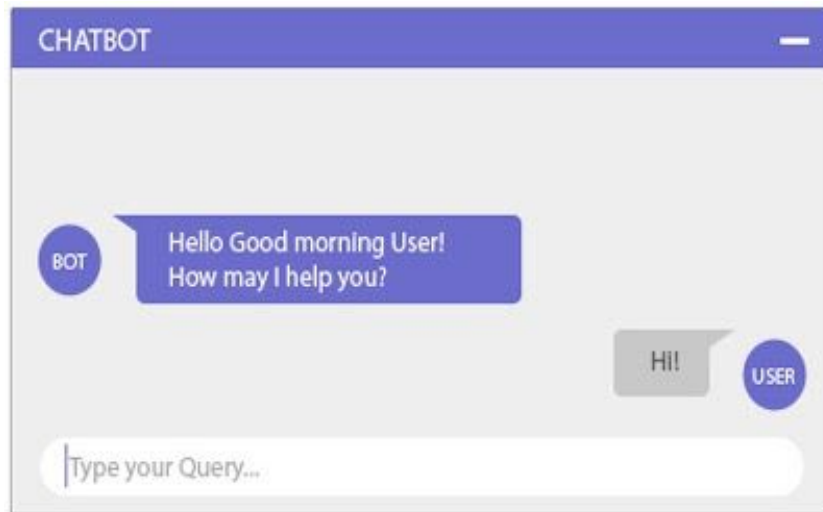 CHATBOT
BOT
Hello Good morning User!
How may I help you?
Hi!
USER
Type your Query...